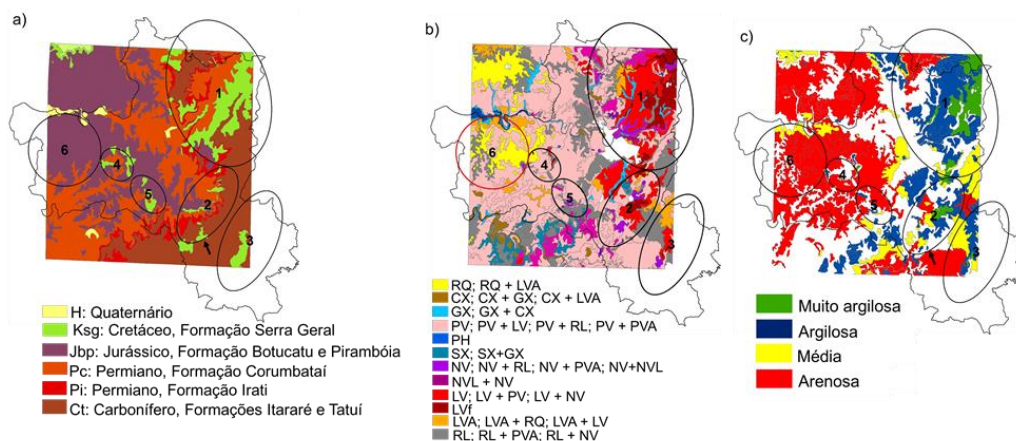 a)
1
6
4
5
2
3
H: Quaternário
Ksg: Cretáceo, Formação Serra Geral
Jbp: Jurássico, Formação Botucatu e Pirambóia
Pc: Permiano, Formação Corumbataí
Pi: Permiano, Formação Irati
Ct: Carbonífero, Formações Itararé e Tatuí
b)
1
6
4
5
2
3
RQ; RQ + LVA
CX; CX + GX; CX + LVA
GX; GX + CX
PV; PV + LV; PV + RL; PV + PVA
PH
SX; SX+GX
NV; NV + RL; NV + PVA; NV+NVL
NVL + NV
LV; LV + PV; LV + NV
LVf
LVA; LVA + RQ; LVA + LV
RL; RL + PVA; RL + NV
c)
1
6
4
5
2
3
Muito argilosa
Argilosa
Média
Arenosa